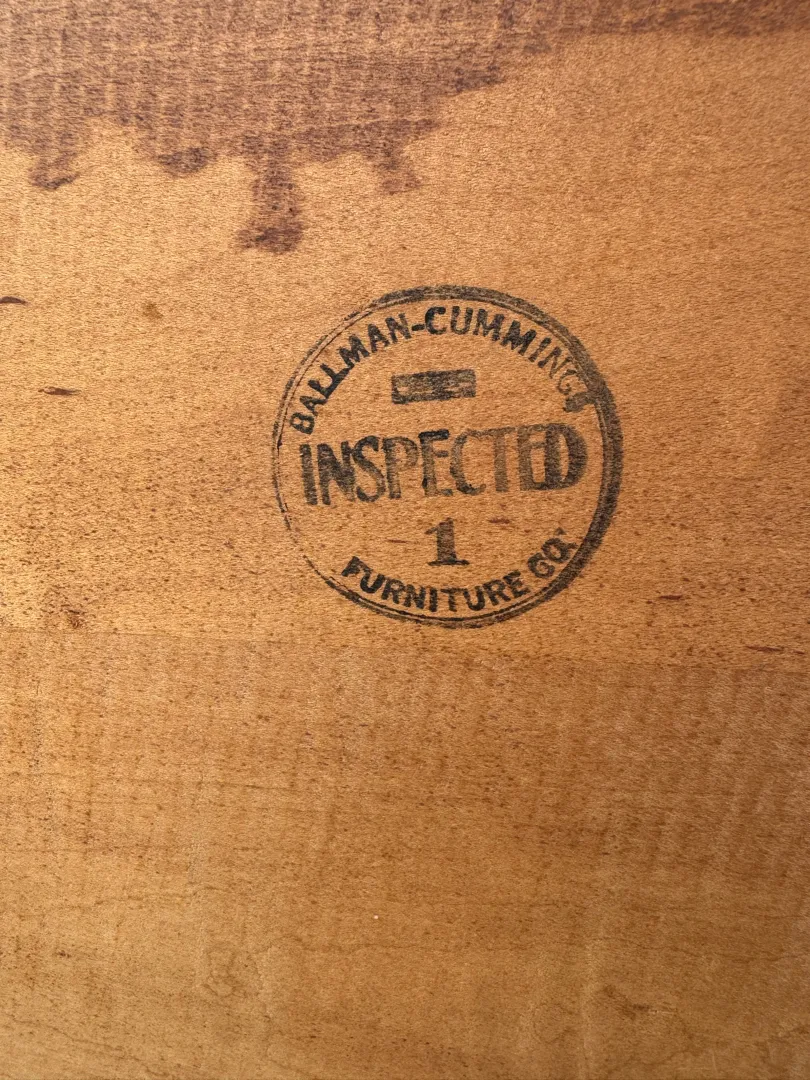 BALLMAN-CUMMINGS
INSPECTED
1
FURNITURE CO.